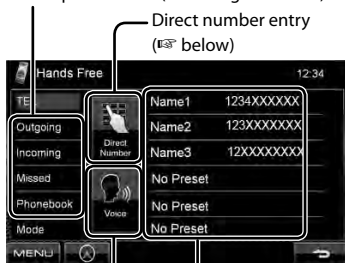 Direct number entry
(☞ below)
Hands Free 12:34
TEL
Outgoing
Incoming
Missed
Phonebook
Mode
Direct
Number
Voice
Name1 1234XXXXXX
Name2 123XXXXXX
Name3 12XXXXXXXX
No Preset
No Preset
No Preset
MENU